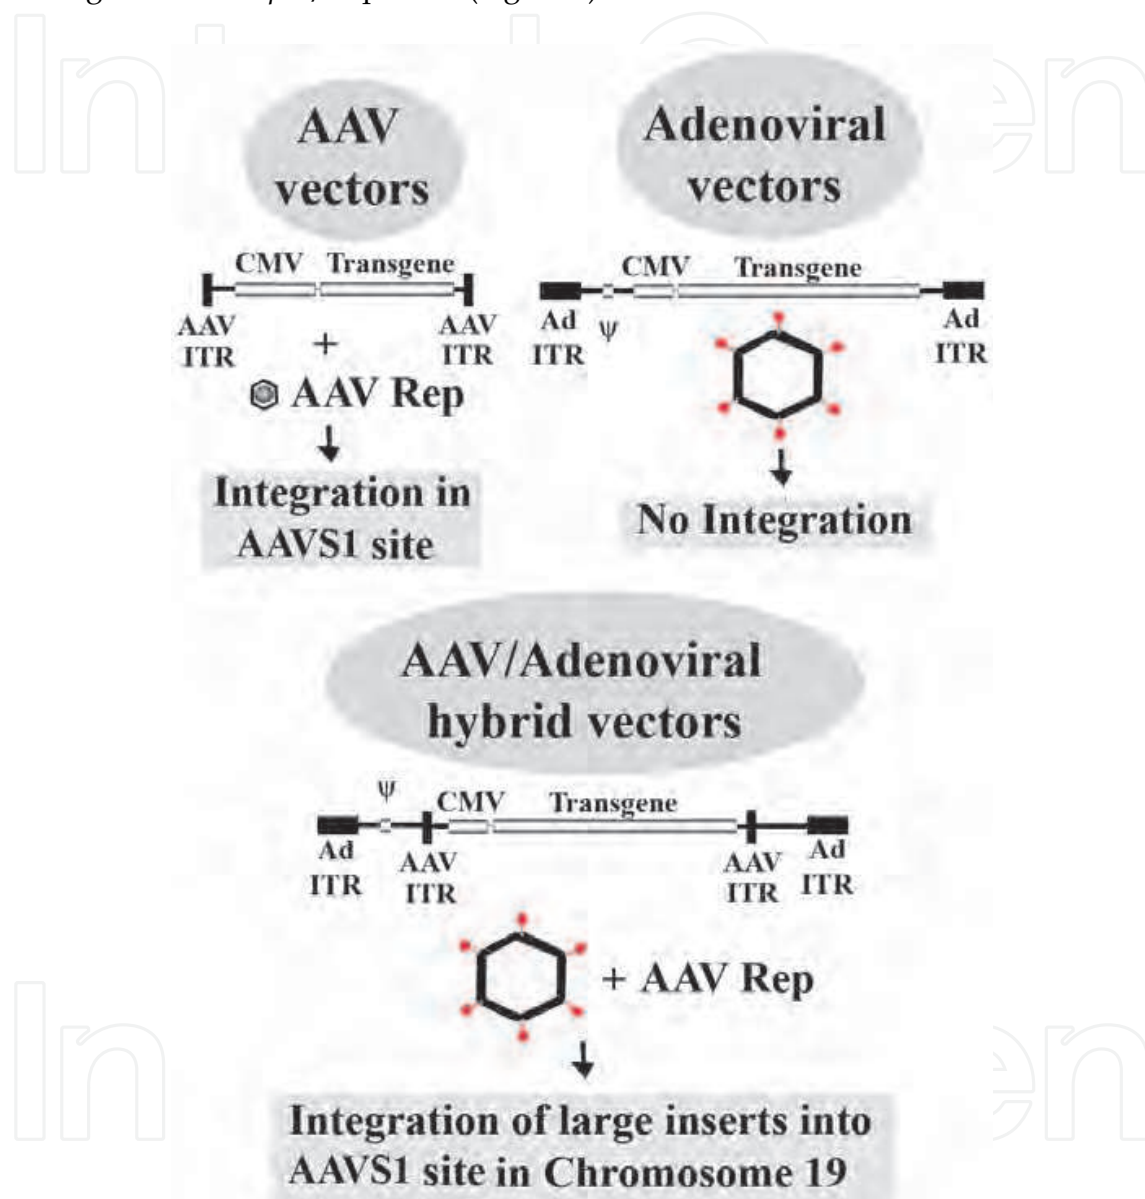 AAV
vectors
CMV Transgene
AAV
ITR
AAV
ITR
+
AAV Rep
Integration in
AAVS1 site
Adenoviral
vectors
CMV Transgene
Ad
ITR
ψ
Ad
ITR
No Integration
AAV/Adenoviral
hybrid vectors
ψ
CMV Transgene
Ad
ITR
AAV
ITR
AAV
ITR
Ad
ITR
+ AAV Rep
Integration of large inserts into
AAVS1 site in Chromosome 19